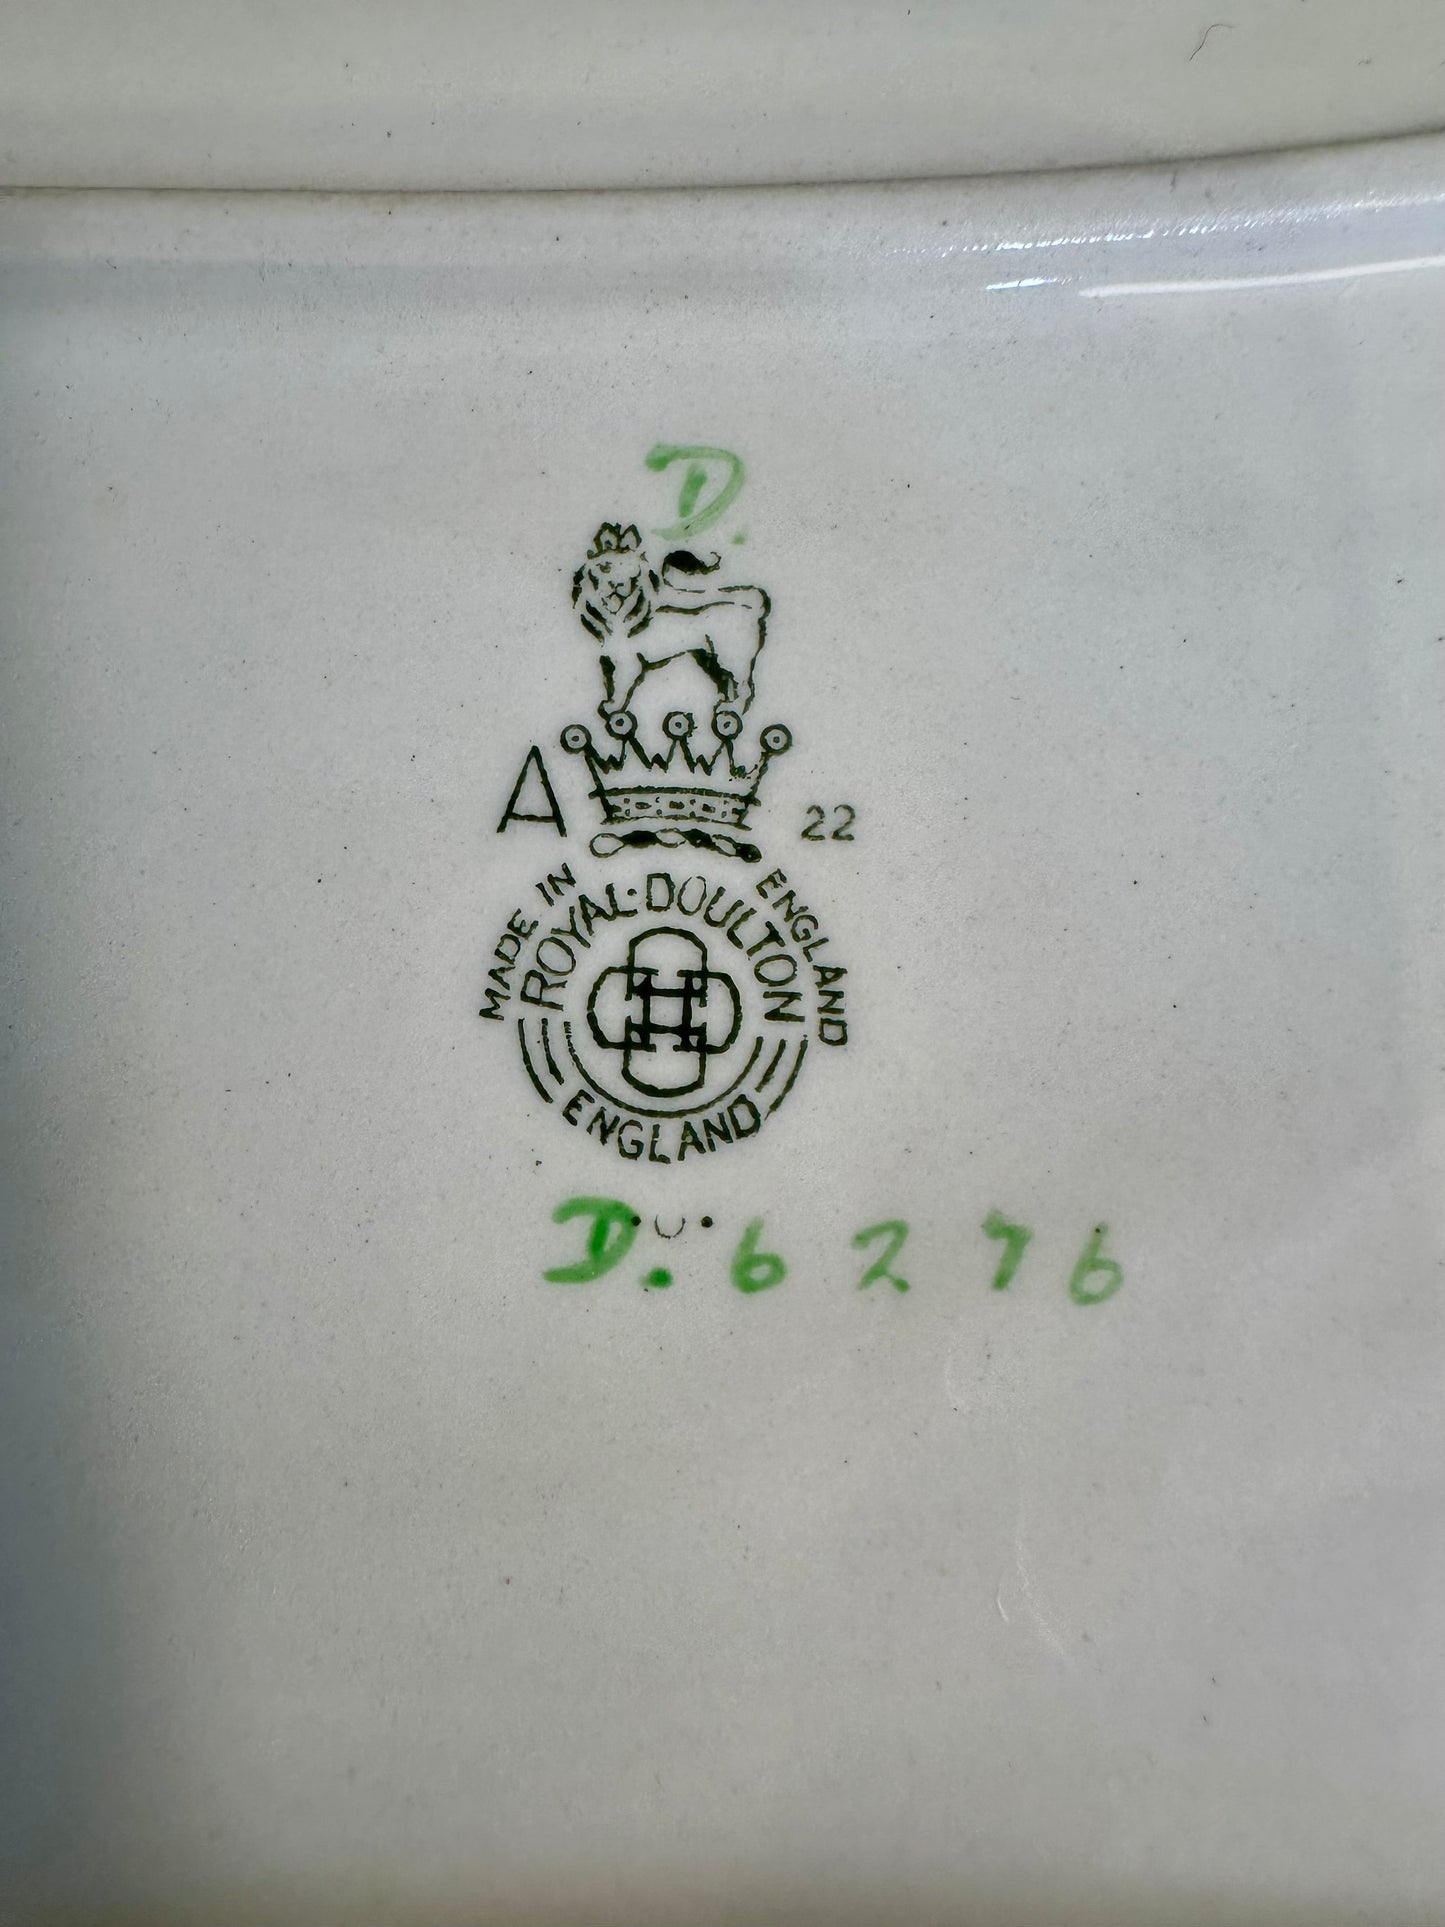 D.
A
22
MADE IN ENGLAND
ROYAL·DOULTON
ENGLAND
D. 6276